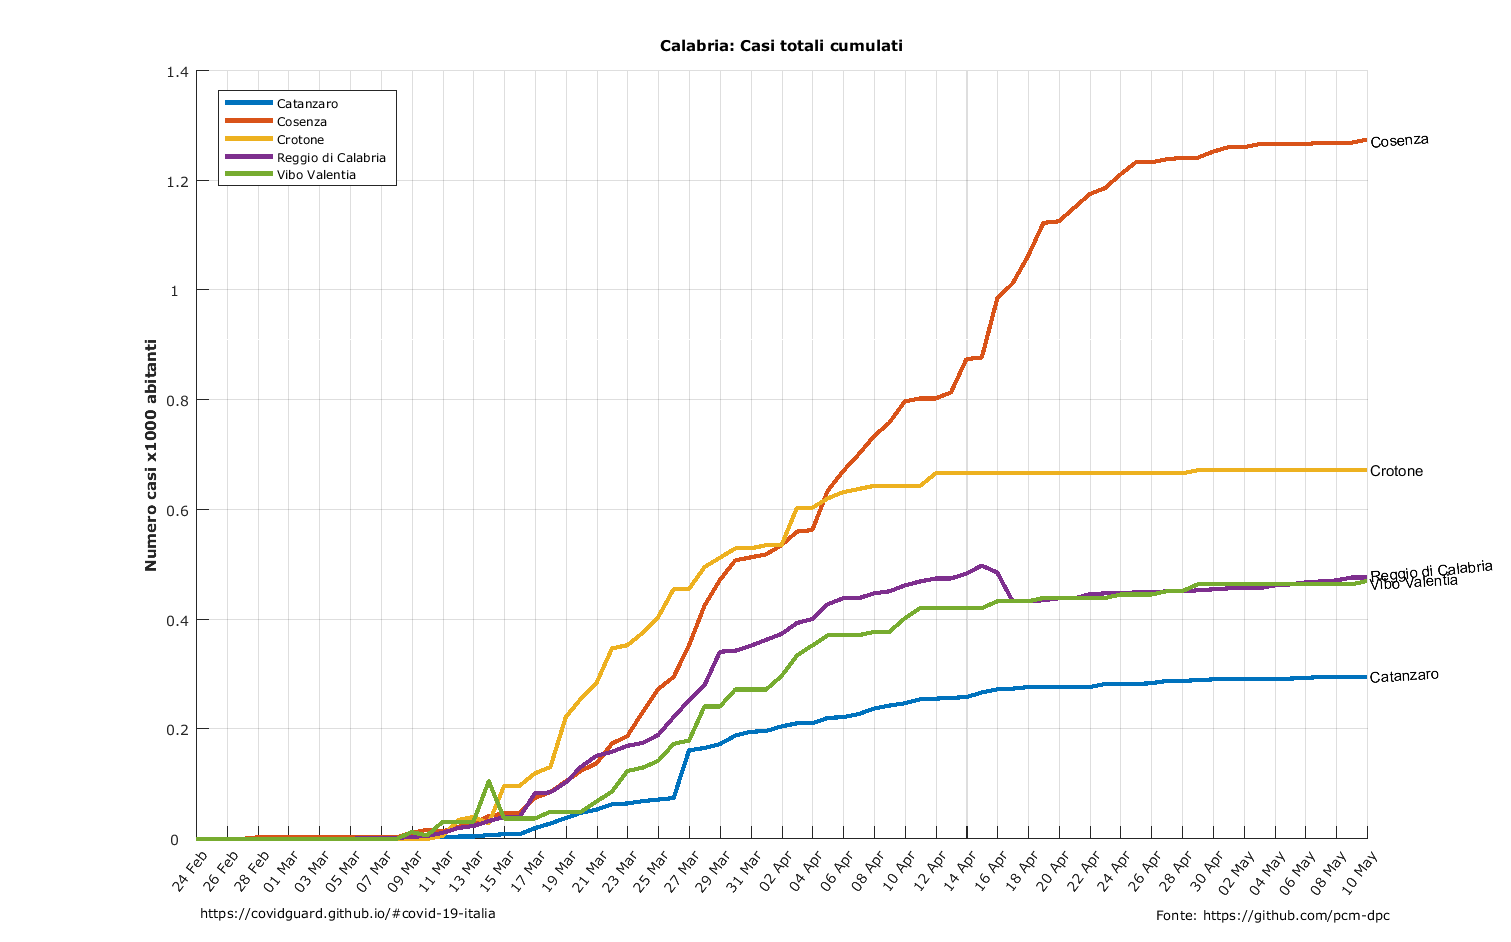 Calabria: Casi totali cumulati
Numero casi x1000 abitanti
1.4
1.2
1
0.8
0.6
0.4
0.2
0
Catanzaro
Cosenza
Crotone
Reggio di Calabria
Vibo Valentia
Cosenza
Crotone
Reggio di Calabria
Vibo Valentia
Catanzaro
24 Feb
26 Feb
28 Feb
01 Mar
03 Mar
05 Mar
07 Mar
09 Mar
11 Mar
13 Mar
15 Mar
17 Mar
19 Mar
21 Mar
23 Mar
25 Mar
27 Mar
29 Mar
31 Mar
02 Apr
04 Apr
06 Apr
08 Apr
10 Apr
12 Apr
14 Apr
16 Apr
18 Apr
20 Apr
22 Apr
24 Apr
26 Apr
28 Apr
30 Apr
02 May
04 May
06 May
08 May
10 May
https://covidguard.github.io/#covid-19-italia
Fonte: https://github.com/pcm-dpc